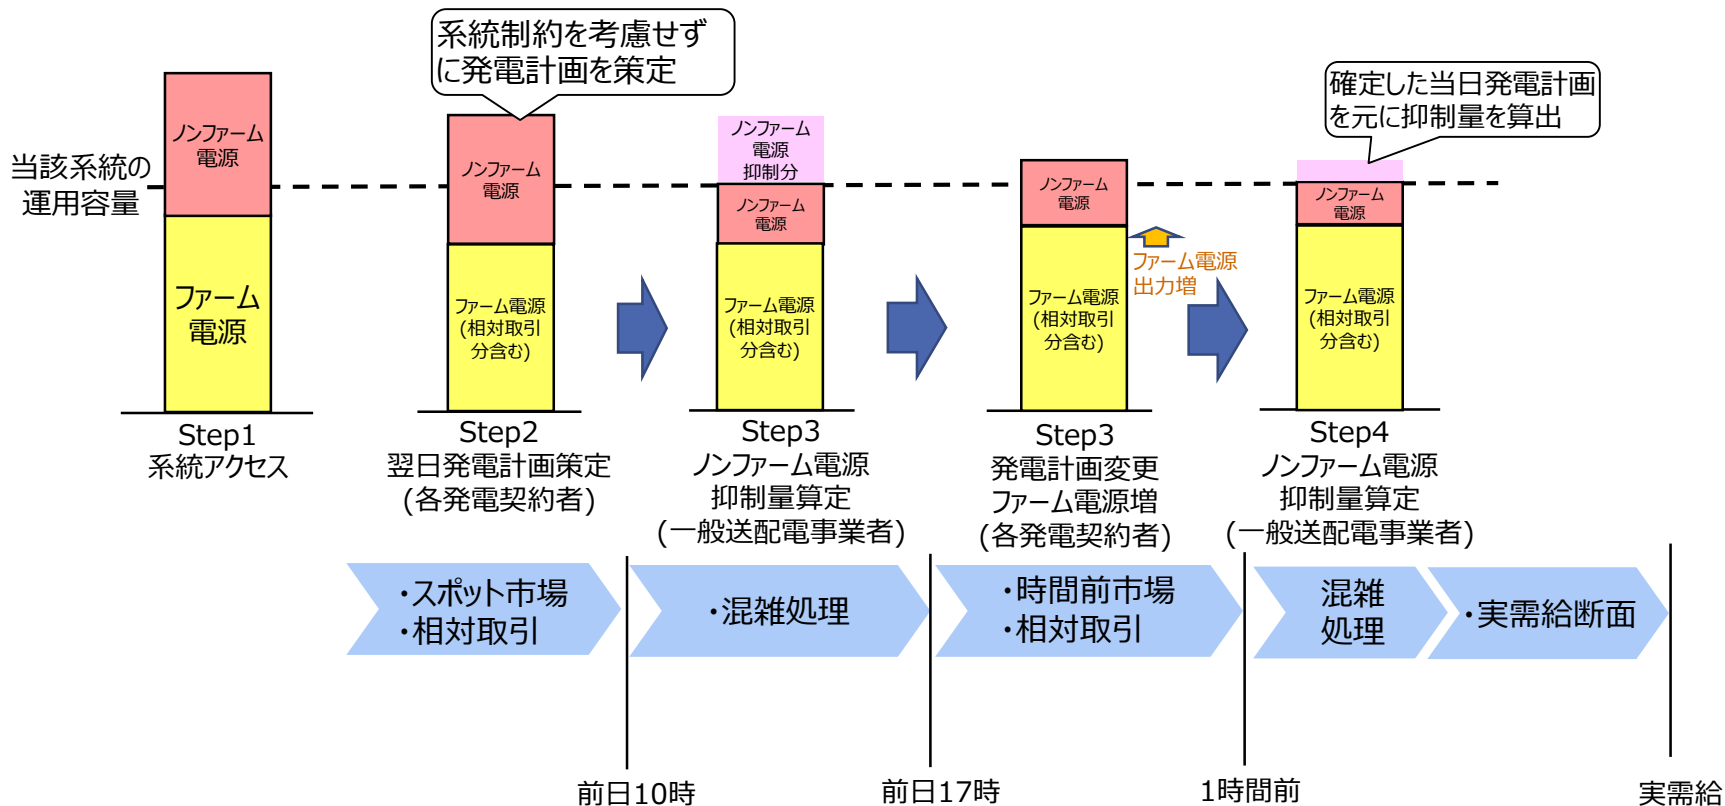 系統制約を考慮せず
に発電計画を策定
確定した当日発電計画
を元に抑制量を算出
当該系統の
運用容量
ノンファーム
電源
ファーム
電源
ノンファーム
電源
ファーム電源
(相対取引
分含む)
ノンファーム
電源
抑制分
ノンファーム
電源
ファーム電源
(相対取引
分含む)
ノンファーム
電源
ファーム電源
(相対取引
分含む)
ファーム電源
出力増
ノンファーム
電源
ファーム電源
(相対取引
分含む)
Step1
系統アクセス
Step2
翌日発電計画策定
(各発電契約者)
Step3
ノンファーム電源
抑制量算定
(一般送配電事業者)
Step3
発電計画変更
ファーム電源増
(各発電契約者)
Step4
ノンファーム電源
抑制量算定
(一般送配電事業者)
・スポット市場
・相対取引
・混雑処理
・時間前市場
・相対取引
混雑
処理
・実需給断面
前日10時
前日17時
1時間前
実需給